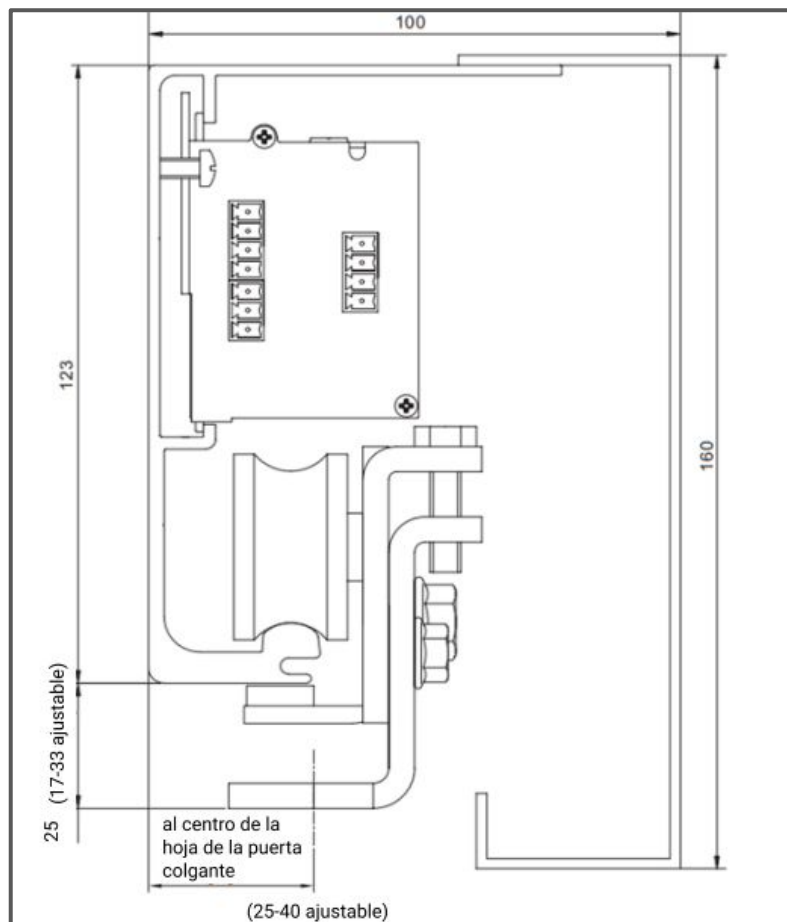 100
123
160
(17-33 ajustable)
25
al centro de la
hoja de la puerta
colgante
(25-40 ajustable)